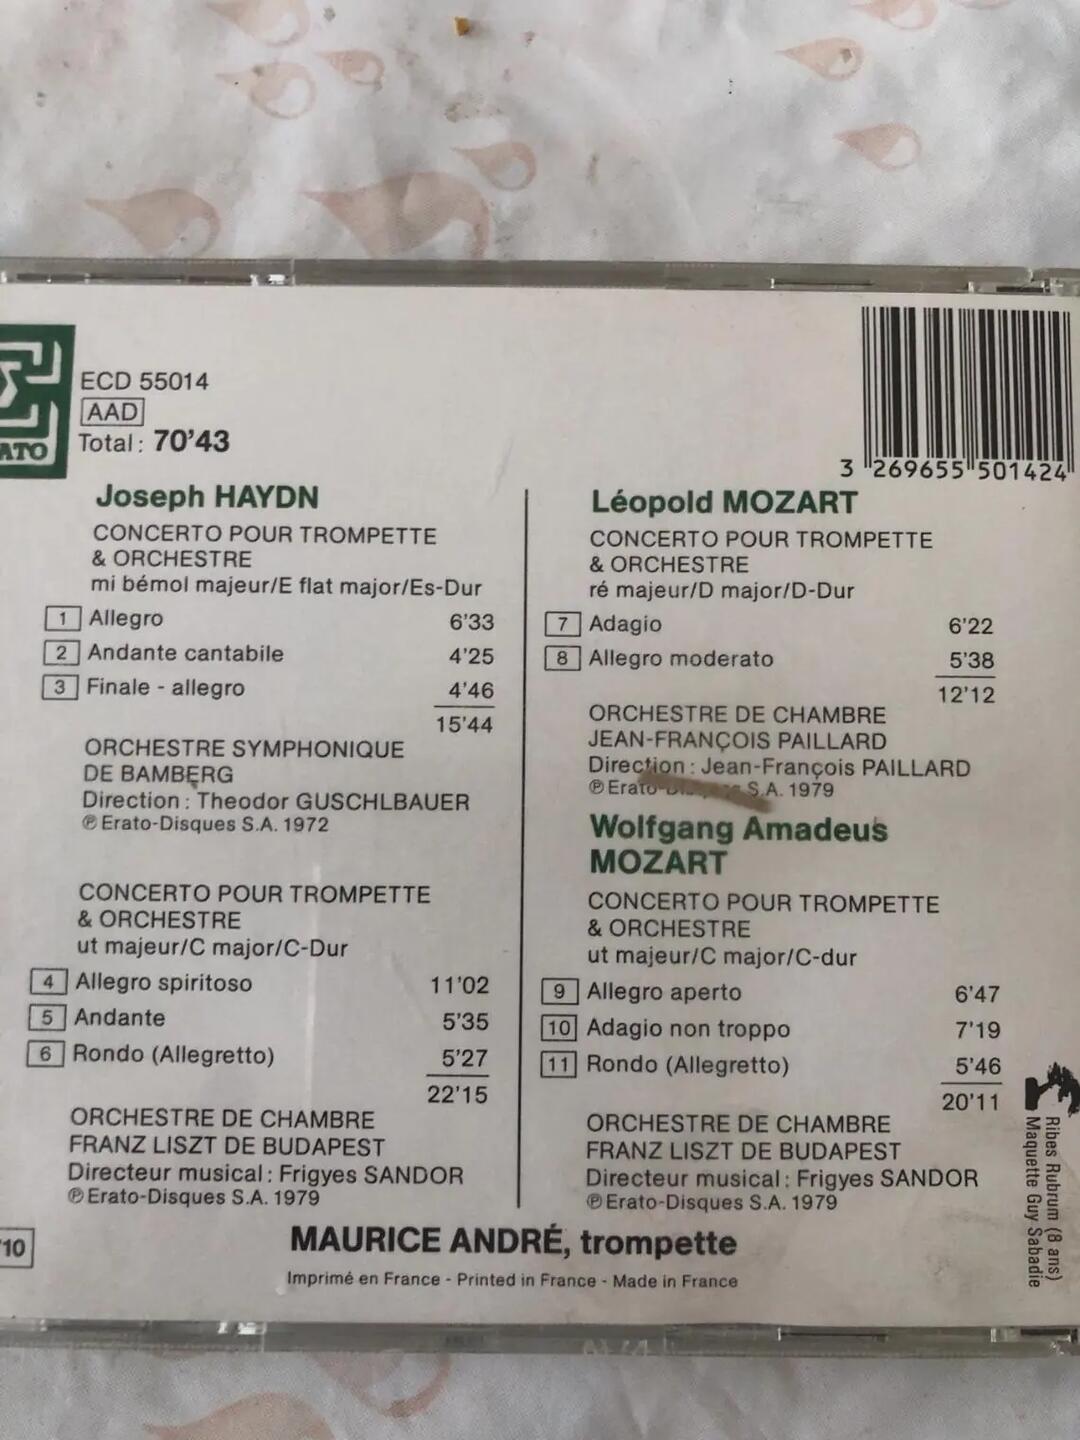 ATO
ECD 55014
AAD
Total : 70'43
3 269655 501424
Joseph HAYDN
CONCERTO POUR TROMPETTE
& ORCHESTRE
mi bémol majeur/E flat major/Es-Dur
1 Allegro 6'33
2 Andante cantabile 4'25
3 Finale - allegro 4'46
15'44
ORCHESTRE SYMPHONIQUE
DE BAMBERG
Direction : Theodor GUSCHLBAUER
℗ Erato-Disques S.A. 1972
CONCERTO POUR TROMPETTE
& ORCHESTRE
ut majeur/C major/C-Dur
4 Allegro spiritoso 11'02
5 Andante 5'35
6 Rondo (Allegretto) 5'27
22'15
ORCHESTRE DE CHAMBRE
FRANZ LISZT DE BUDAPEST
Directeur musical : Frigyes SANDOR
℗ Erato-Disques S.A. 1979
Léopold MOZART
CONCERTO POUR TROMPETTE
& ORCHESTRE
ré majeur/D major/D-Dur
7 Adagio 6'22
8 Allegro moderato 5'38
12'12
ORCHESTRE DE CHAMBRE
JEAN-FRANÇOIS PAILLARD
Direction : Jean-François PAILLARD
℗ Erato-Disques S.A. 1979
Wolfgang Amadeus
MOZART
CONCERTO POUR TROMPETTE
& ORCHESTRE
ut majeur/C major/C-dur
9 Allegro aperto 6'47
10 Adagio non troppo 7'19
11 Rondo (Allegretto) 5'46
20'11
ORCHESTRE DE CHAMBRE
FRANZ LISZT DE BUDAPEST
Directeur musical : Frigyes SANDOR
℗ Erato-Disques S.A. 1979
Ribes Rubrum (8 ans)
Maquette Guy Sabadie
10
MAURICE ANDRÉ, trompette
Imprimé en France - Printed in France - Made in France